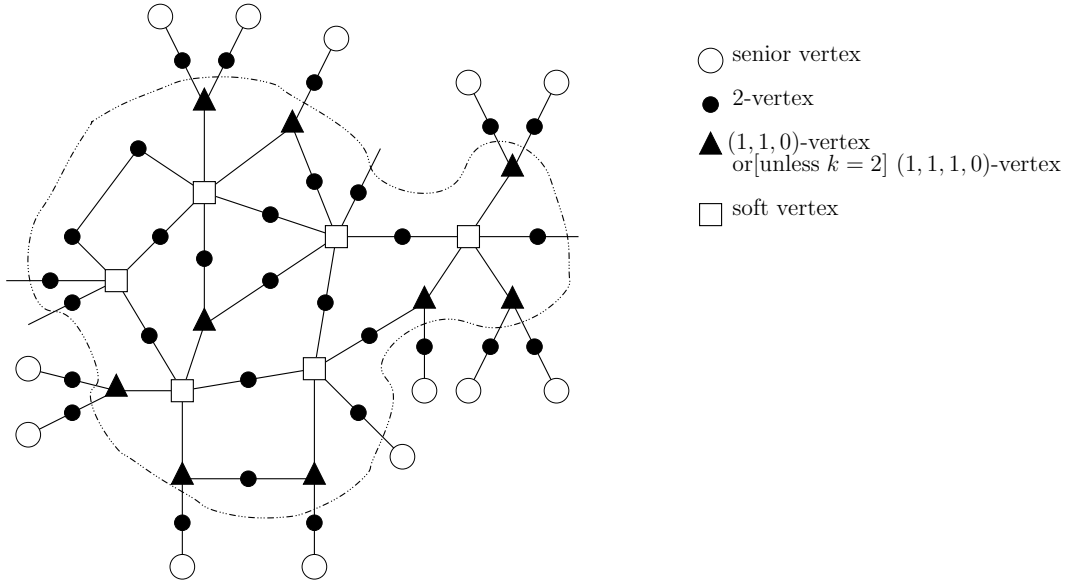 senior vertex
2-vertex
(1, 1, 0)-vertex
or[unless k = 2] (1, 1, 1, 0)-vertex
soft vertex